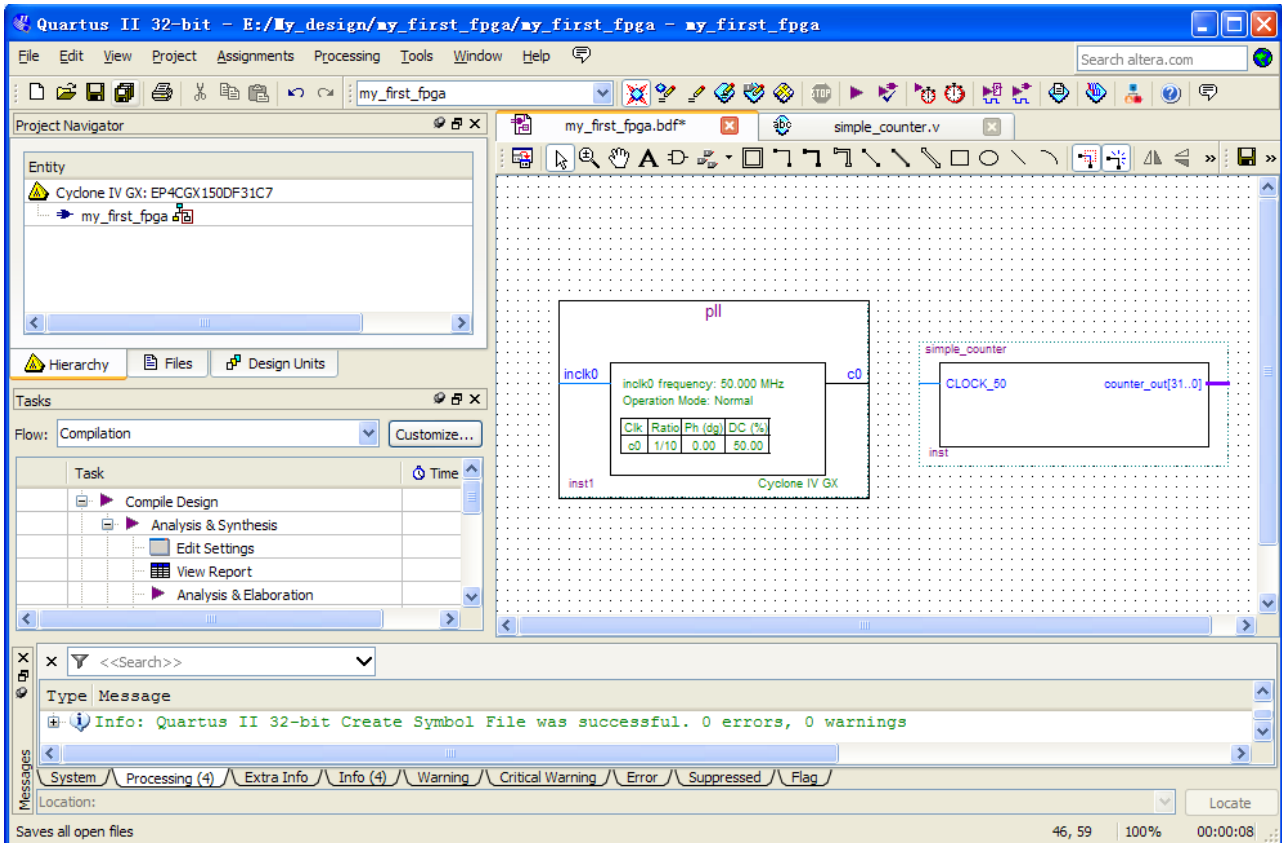 Quartus II 32-bit - E:/My_design/my_first_fpga/my_first_fpga - my_first_fpga
File Edit View Project Assignments Processing Tools Window Help
Search altera.com
my_first_fpga
Project Navigator
Entity
Cyclone IV GX: EP4CGX150DF31C7
my_first_fpga
Hierarchy Files Design Units
Tasks
Flow: Compilation Customize...
Task Time
Compile Design
Analysis & Synthesis
Edit Settings
View Report
Analysis & Elaboration
my_first_fpga.bdf* simple_counter.v
pll
inclk0 c0
inclk0 frequency: 50.000 MHz
Operation Mode: Normal
Clk Ratio Ph (dg) DC (%)
c0 1/10 0.00 50.00
inst1 Cyclone IV GX
simple_counter
CLOCK_50 counter_out[31..0]
inst
<<Search>>
Type Message
Info: Quartus II 32-bit Create Symbol File was successful. 0 errors, 0 warnings
System Processing (4) Extra Info Info (4) Warning Critical Warning Error Suppressed Flag
Messages
Location: Locate
Saves all open files 46, 59 100% 00:00:08